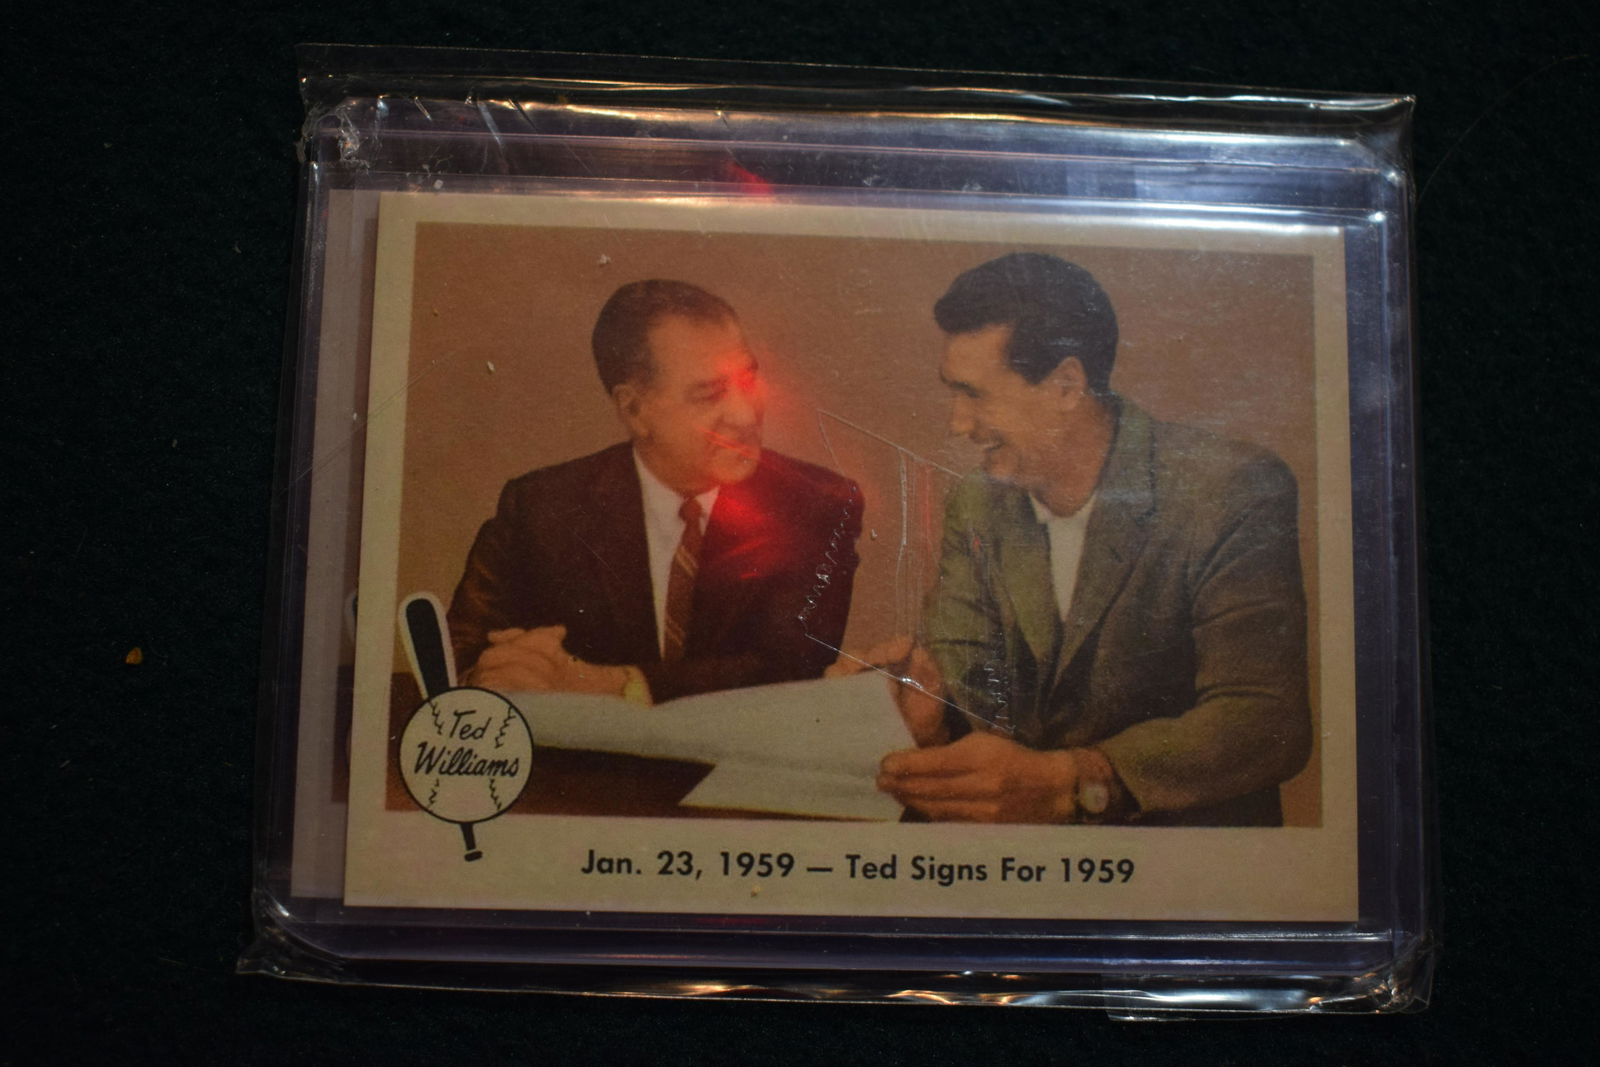 Ted
Williams
Jan. 23, 1959 — Ted Signs For 1959